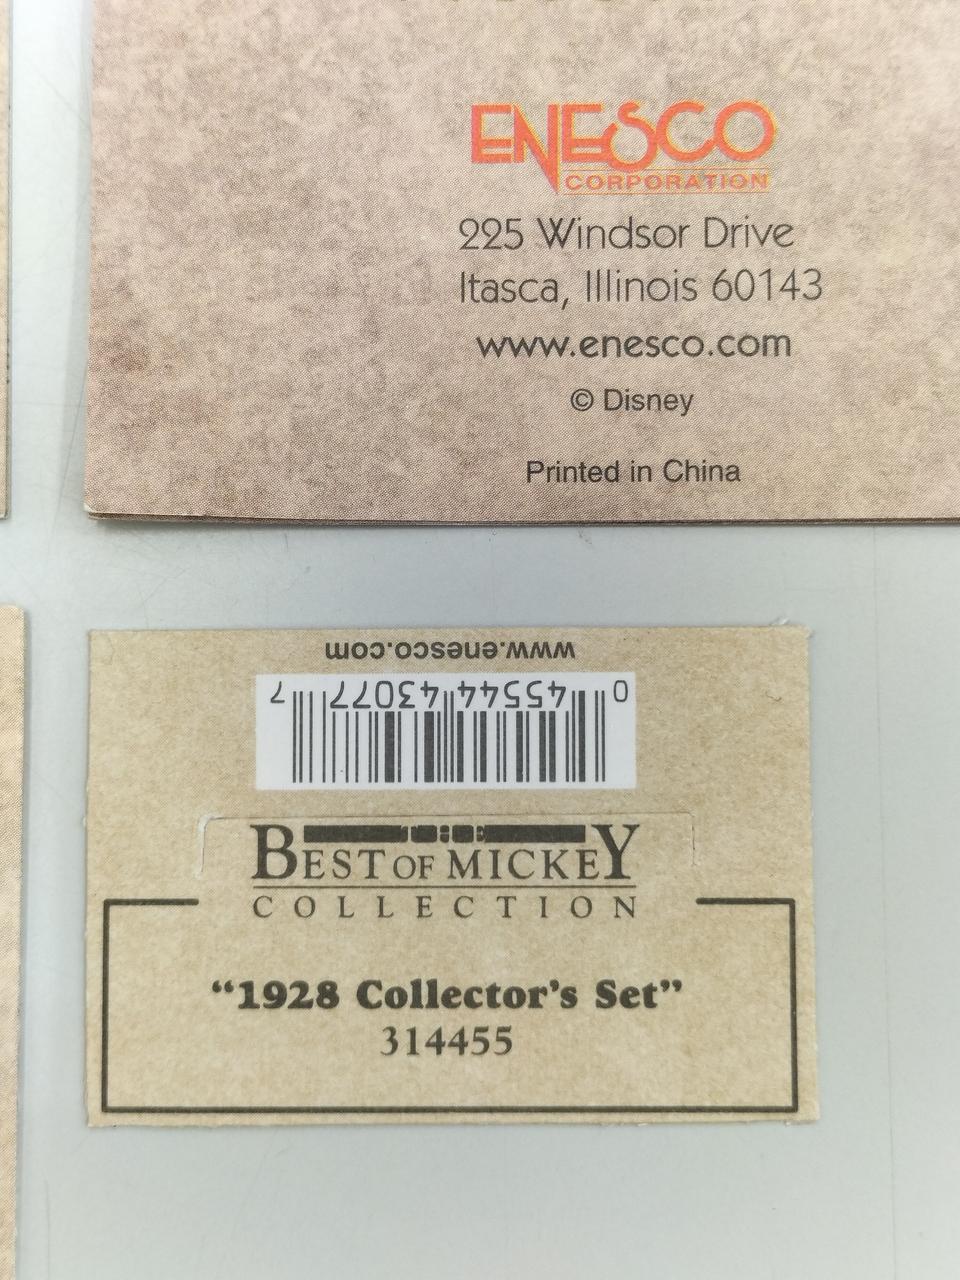 ENESCO
CORPORATION
225 Windsor Drive
Itasca, Illinois 60143
www.enesco.com
© Disney
Printed in China
www.enesco.com
0 45544 43077 7
BEST OF MICKEY
COLLECTION
“1928 Collector’s Set”
314455